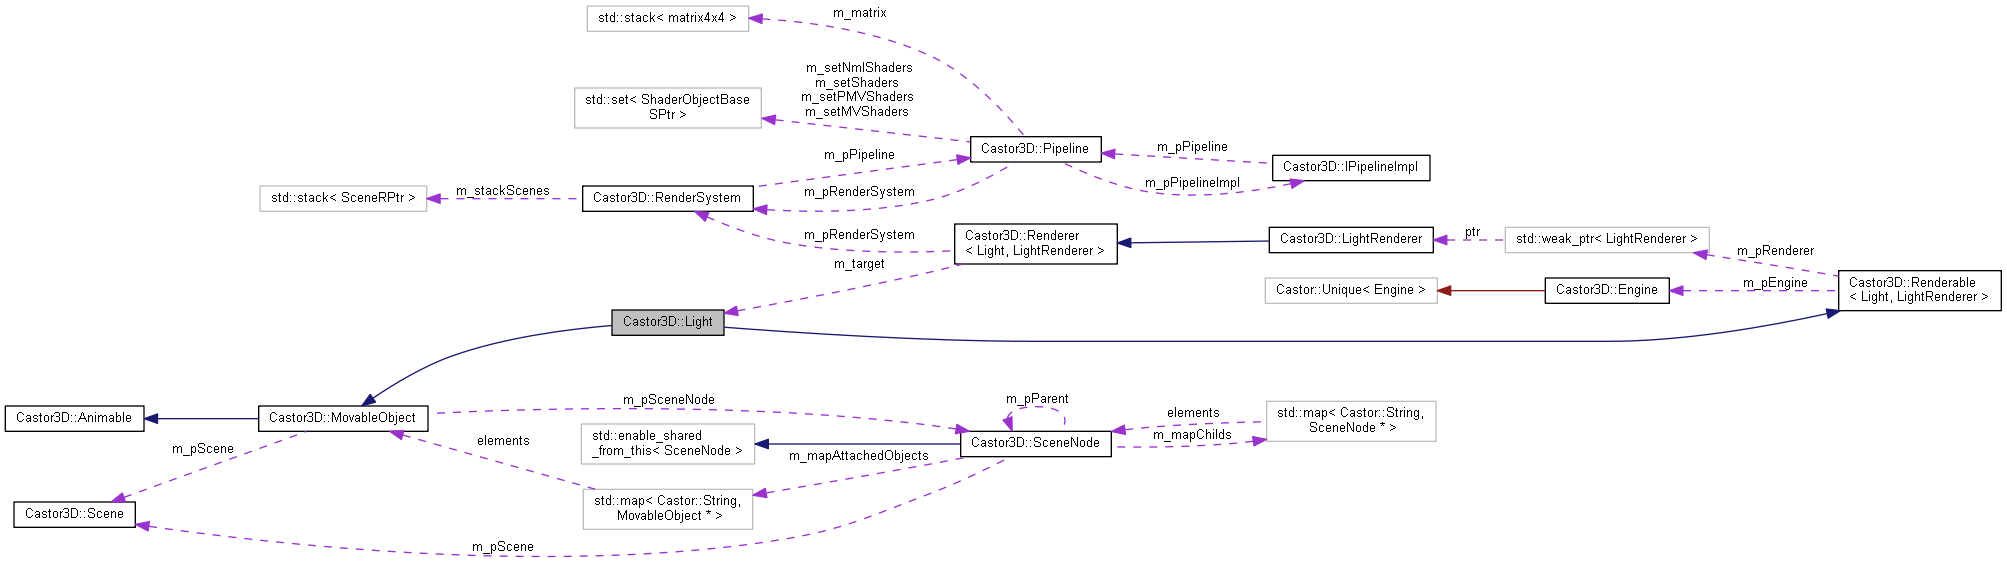 std::stack< matrix4x4 >
m_matrix
m_setNmlShaders
m_setShaders
m_setPMVShaders
m_setMVShaders
std::set< ShaderObjectBase
SPtr >
Castor3D::Pipeline
m_pPipeline
Castor3D::IPipelineImpl
m_pPipeline
m_pPipelineImpl
std::stack< SceneRPtr >
m_stackScenes
Castor3D::RenderSystem
m_pRenderSystem
m_pRenderSystem
Castor3D::Renderer
< Light, LightRenderer >
Castor3D::LightRenderer
ptr
std::weak_ptr< LightRenderer >
m_pRenderer
m_target
Castor::Unique< Engine >
Castor3D::Engine
m_pEngine
Castor3D::Renderable
< Light, LightRenderer >
Castor3D::Light
Castor3D::Animable
Castor3D::MovableObject
m_pSceneNode
m_pParent
Castor3D::SceneNode
elements
m_mapChilds
std::map< Castor::String,
SceneNode * >
std::enable_shared
_from_this< SceneNode >
m_pScene
elements
m_mapAttachedObjects
std::map< Castor::String,
MovableObject * >
Castor3D::Scene
m_pScene